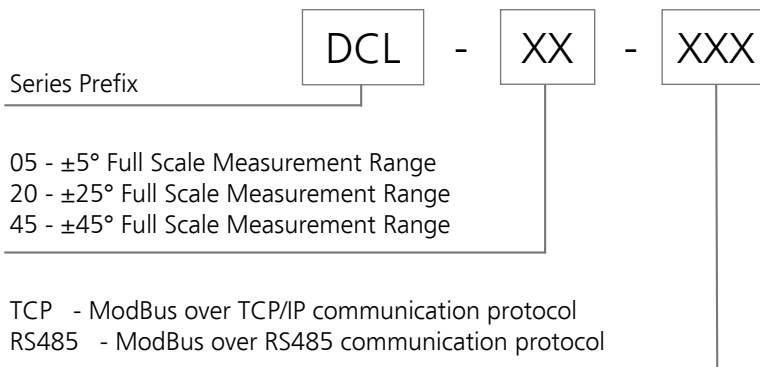 DCL - XX - XXX
Series Prefix
05 - ±5° Full Scale Measurement Range
20 - ±25° Full Scale Measurement Range
45 - ±45° Full Scale Measurement Range
TCP - ModBus over TCP/IP communication protocol
RS485 - ModBus over RS485 communication protocol